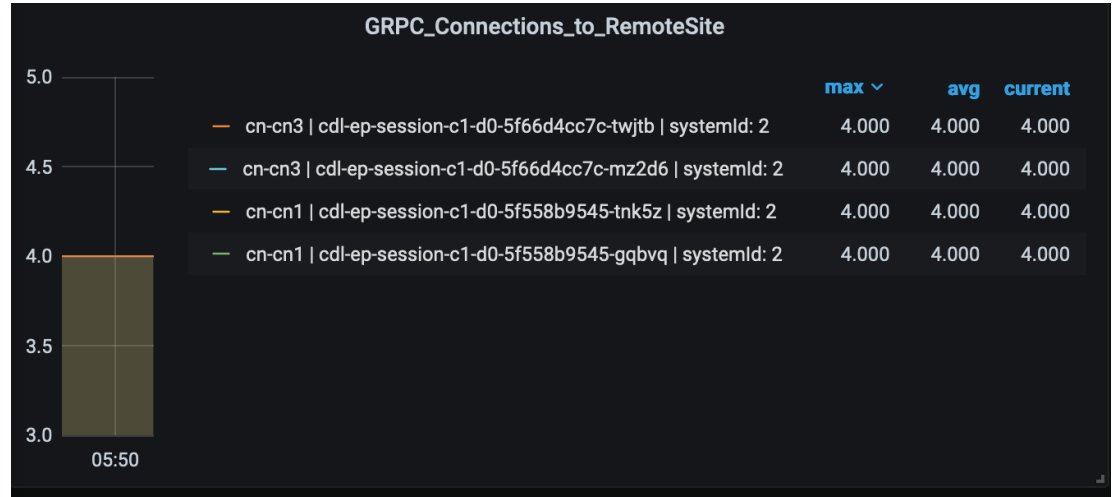 GRPC_Connections_to_RemoteSite
5.0
4.5
4.0
3.5
3.0
05:50
max avg current
cn-cn3 | cdl-ep-session-c1-d0-5f66d4cc7c-twjtb | systemId: 2 4.000 4.000 4.000
cn-cn3 | cdl-ep-session-c1-d0-5f66d4cc7c-mz2d6 | systemId: 2 4.000 4.000 4.000
cn-cn1 | cdl-ep-session-c1-d0-5f558b9545-tnk5z | systemId: 2 4.000 4.000 4.000
cn-cn1 | cdl-ep-session-c1-d0-5f558b9545-gqbvq | systemId: 2 4.000 4.000 4.000